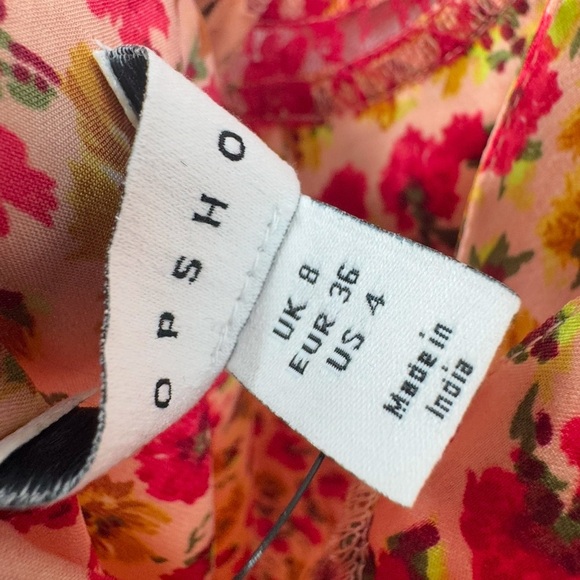 OPSHO
UK 8
EUR 36
US 4
Made in
India